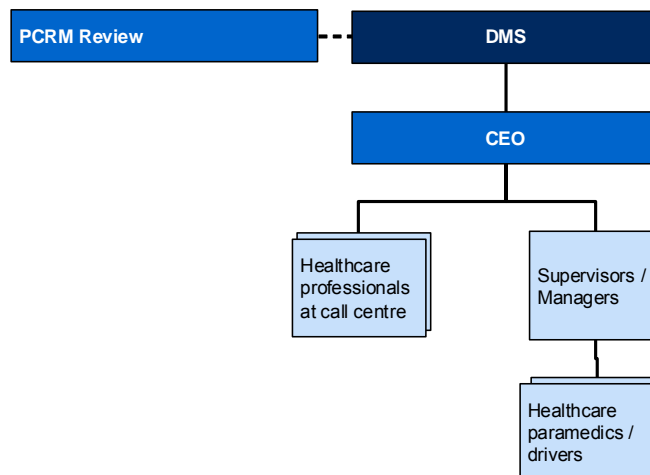 PCRM Review
DMS
CEO
Healthcare
professionals
at call centre
Supervisors /
Managers
Healthcare
paramedics /
drivers